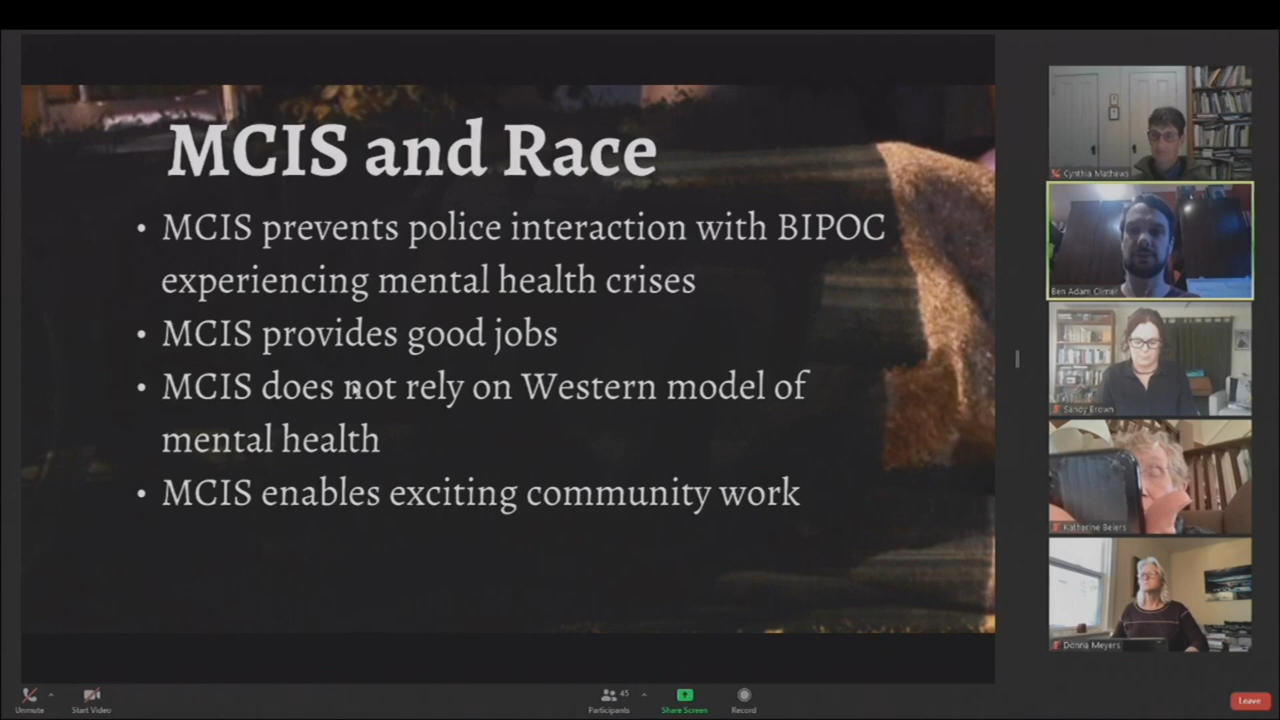 MCIS and Race
• MCIS prevents police interaction with BIPOC
experiencing mental health crises
• MCIS provides good jobs
• MCIS does not rely on Western model of
mental health
• MCIS enables exciting community work
Cynthia Mathews
Ben Adam Climer
Sandy Brown
Katharine Beiers
Donna Meyers
Unmute
Start Video
Participants
45
Share Screen
Record
Leave